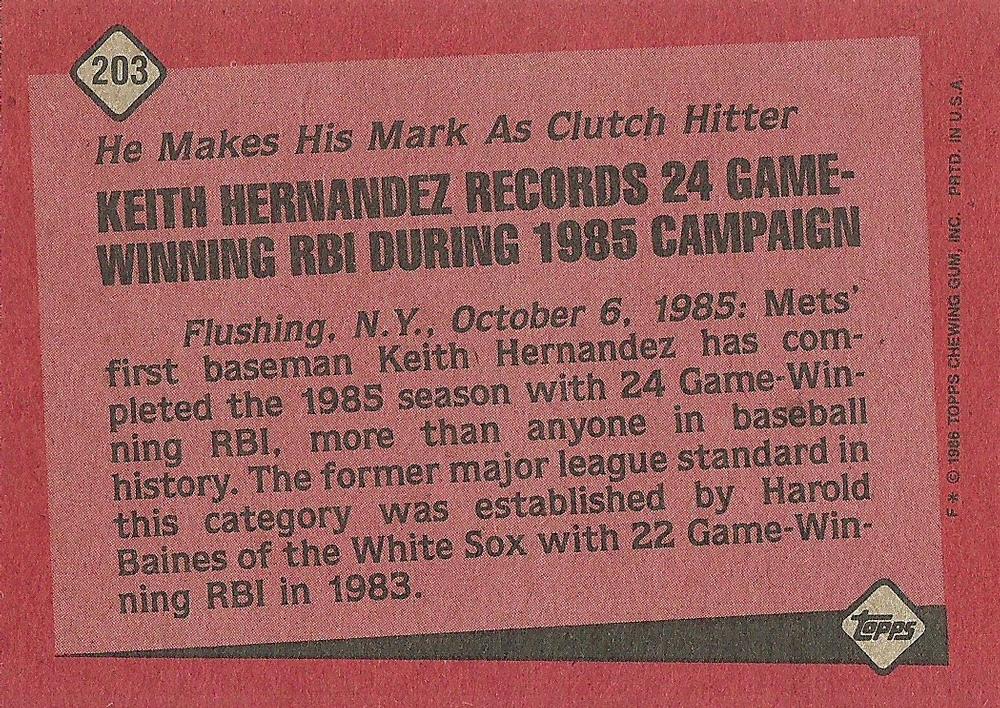 203
He Makes His Mark As Clutch Hitter
KEITH HERNANDEZ RECORDS 24 GAME-
WINNING RBI DURING 1985 CAMPAIGN
Flushing, N.Y., October 6, 1985: Mets'
first baseman Keith Hernandez has com-
pleted the 1985 season with 24 Game-Win-
ning RBI, more than anyone in baseball
history. The former major league standard in
this category was established by Harold
Baines of the White Sox with 22 Game-Win-
ning RBI in 1983.
topps
F * © 1986 TOPPS CHEWING GUM, INC. PRTD. IN U.S.A.